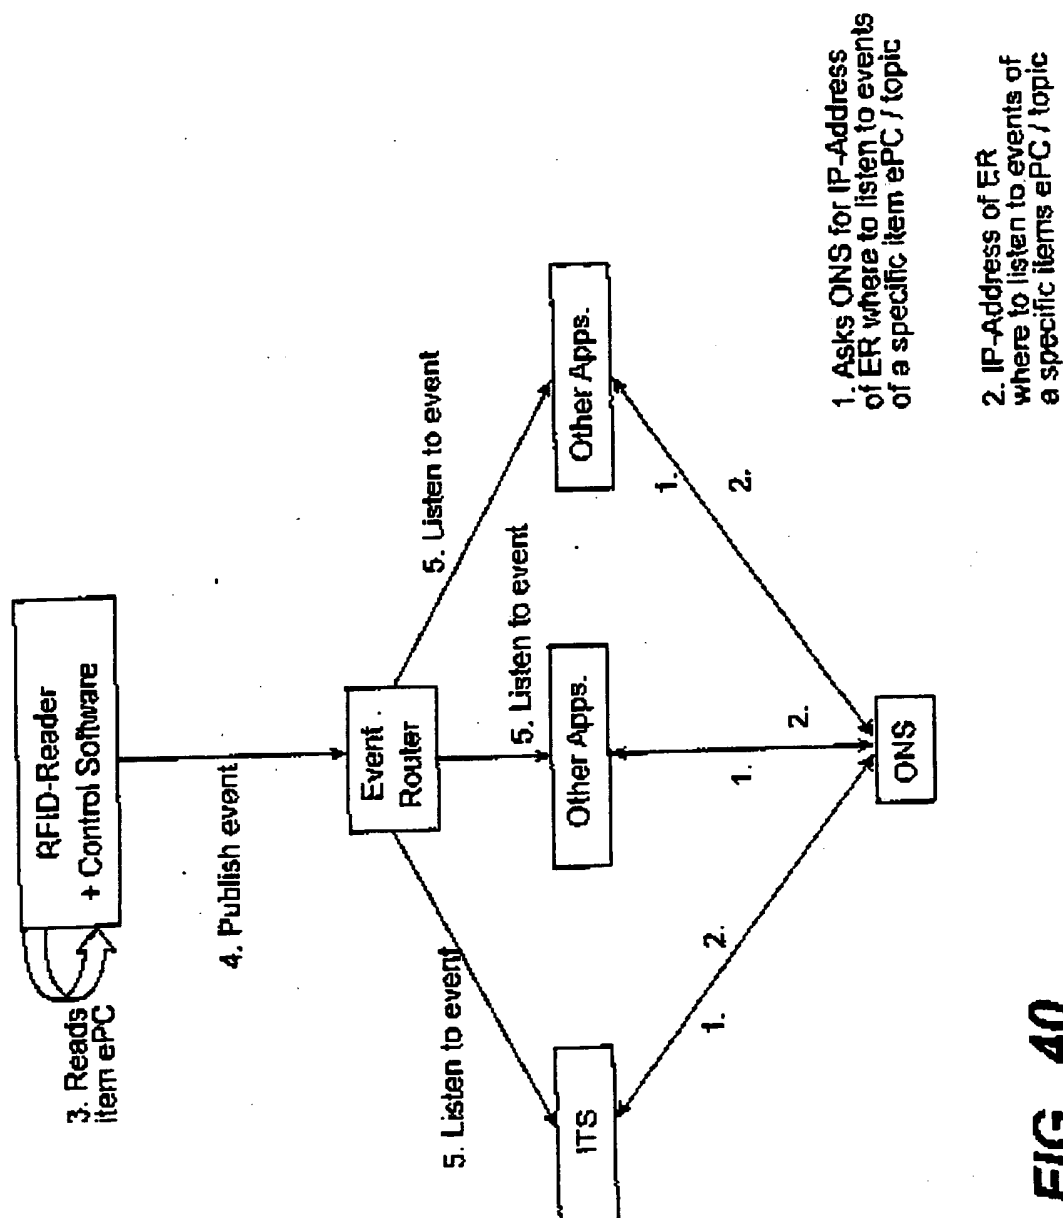 3. Reads
item ePC
RFID-Reader
+ Control Software
4. Publish event
Event
Router
5. Listen to event
5. Listen to event
5. Listen to event
ITS
Other Apps.
Other Apps.
1.
2.
1.
2.
1.
2.
ONS
1. Asks ONS for IP-Address
of ER where to listen to events
of a specific item ePC / topic
2. IP-Address of ER
where to listen to events of
a specific items ePC / topic
FIG. 40